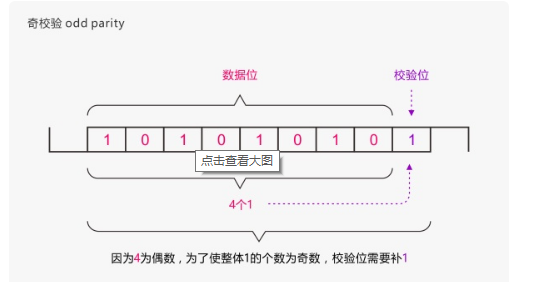 奇校验 odd parity
数据位 校验位
1 0 1 0 1 0 1 0 1
点击查看大图
4个1
因为4为偶数，为了使整体1的个数为奇数，校验位需要补1